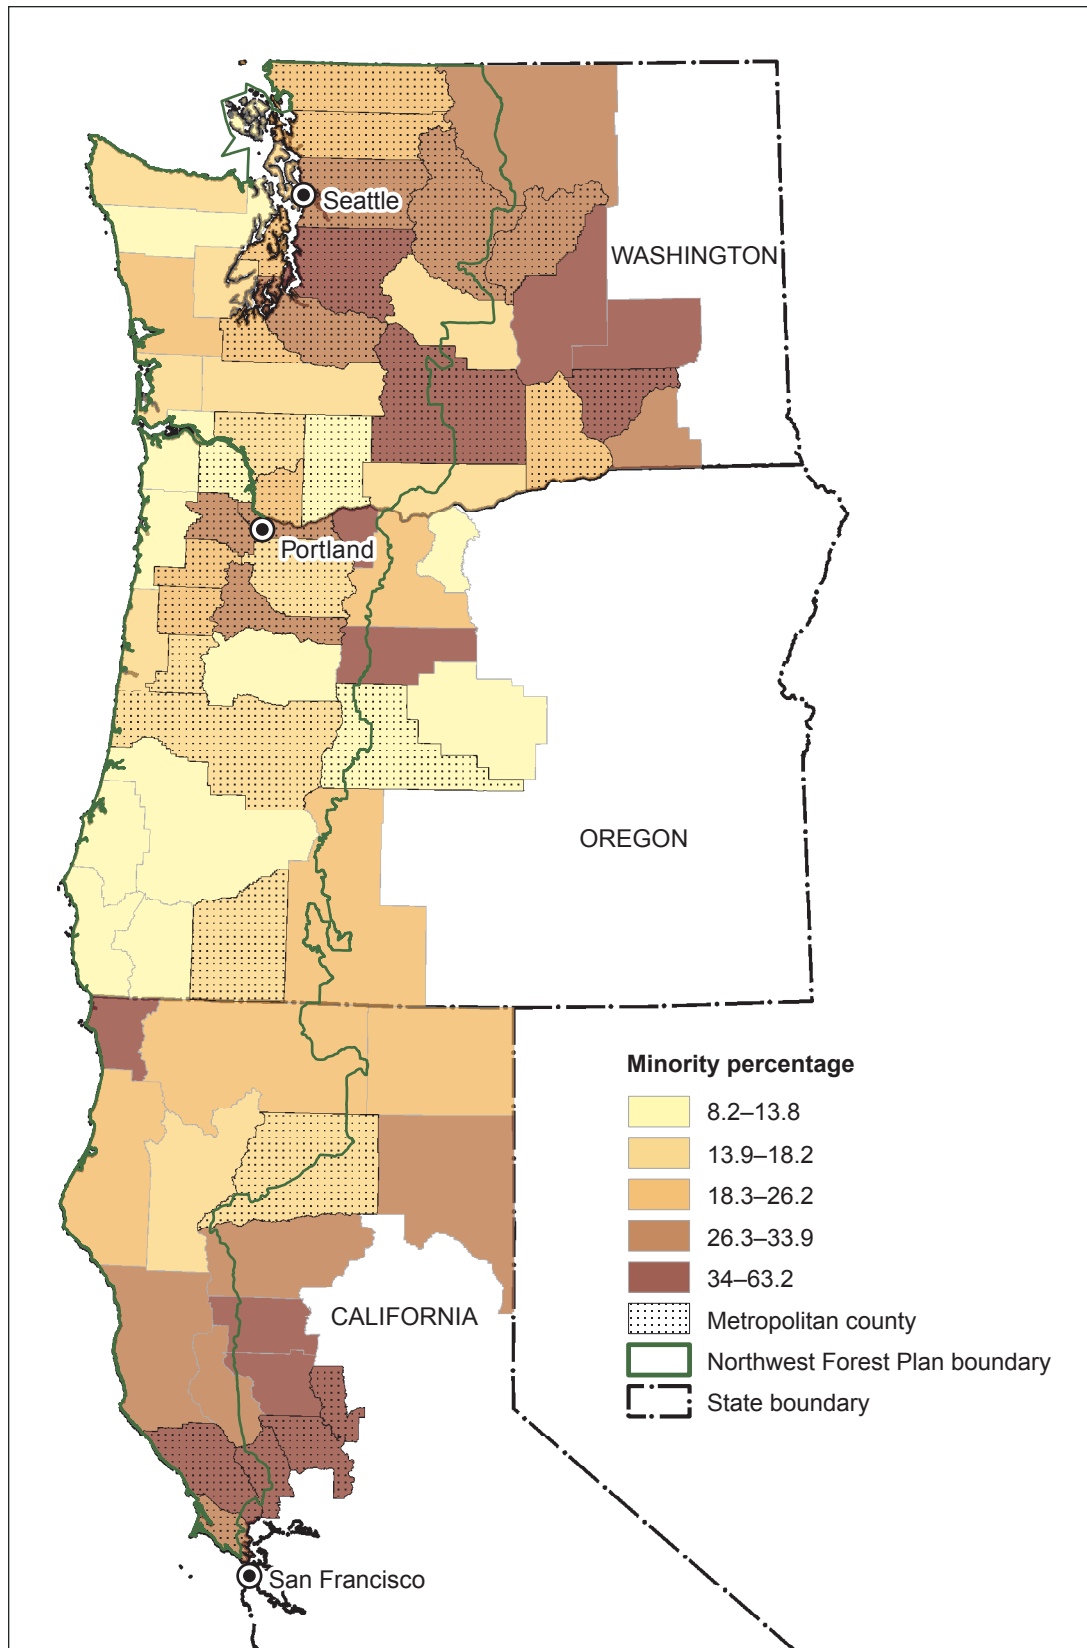 Seattle
WASHINGTON
Portland
OREGON
Minority percentage
8.2–13.8
13.9–18.2
18.3–26.2
26.3–33.9
34–63.2
Metropolitan county
Northwest Forest Plan boundary
State boundary
CALIFORNIA
San Francisco